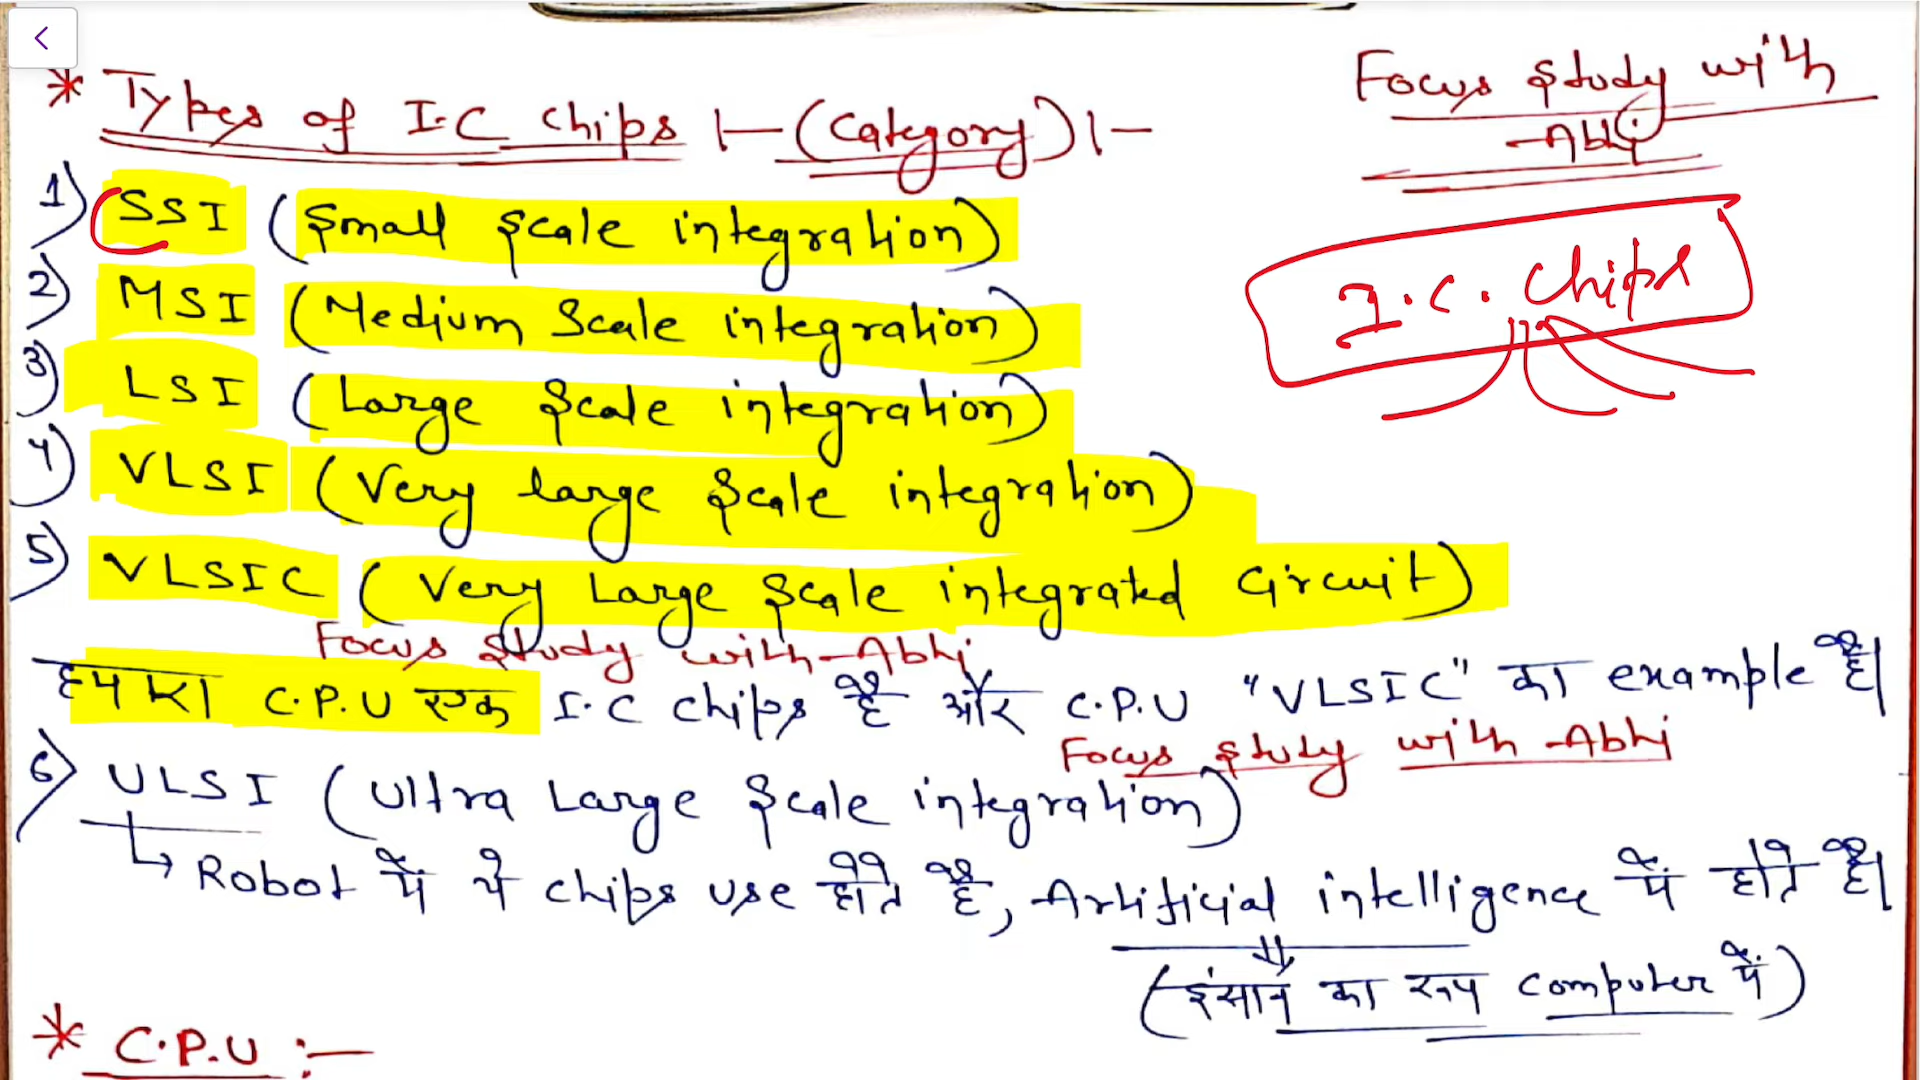 * Types of I.C chips :- (Category) :-
Focus Study with
Abhi
I.C. Chips
1) SSI (Small Scale integration)
2) MSI (Medium Scale integration)
3) LSI (Large Scale integration)
4) VLSI (Very large Scale integration)
5) VLSIC (Very Large Scale integrated Circuit)
Focus Study with Abhi
हम का C.P.U एक I.C chips है और C.P.U "VLSIC" का example है।
Focus Study with Abhi
6) ULSI (Ultra Large Scale integration)
↳ Robot में ये chips use होते है, Artificial intelligence में होते है।
(इंसान का रूप computer में)
* C.P.U :-